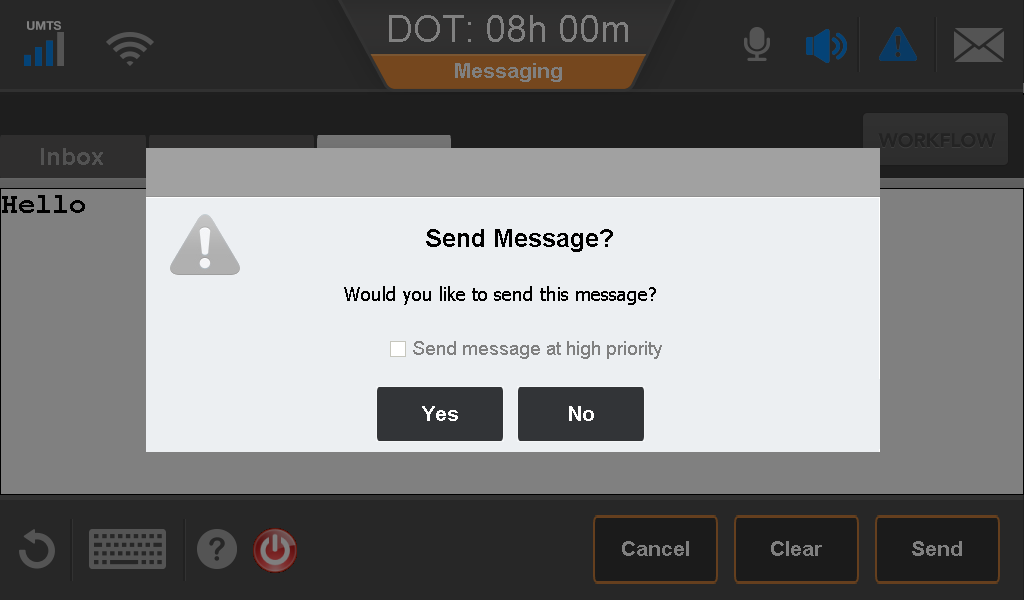 UMTS
DOT: 08h 00m
Messaging
WORKFLOW
Inbox
Hello
Send Message?
Would you like to send this message?
Send message at high priority
Yes
No
Cancel
Clear
Send